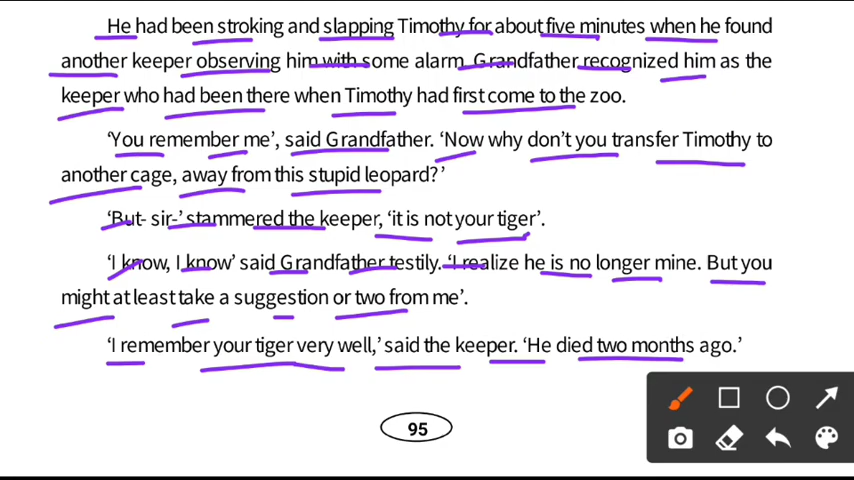 He had been stroking and slapping Timothy for about five minutes when he found
another keeper observing him with some alarm. Grandfather recognized him as the
keeper who had been there when Timothy had first come to the zoo.
‘You remember me’, said Grandfather. ‘Now why don’t you transfer Timothy to
another cage, away from this stupid leopard?’
‘But- sir-’ stammered the keeper, ‘it is not your tiger’.
‘I know, I know’ said Grandfather testily. ‘I realize he is no longer mine. But you
might at least take a suggestion or two from me’.
‘I remember your tiger very well,’ said the keeper. ‘He died two months ago.’
95